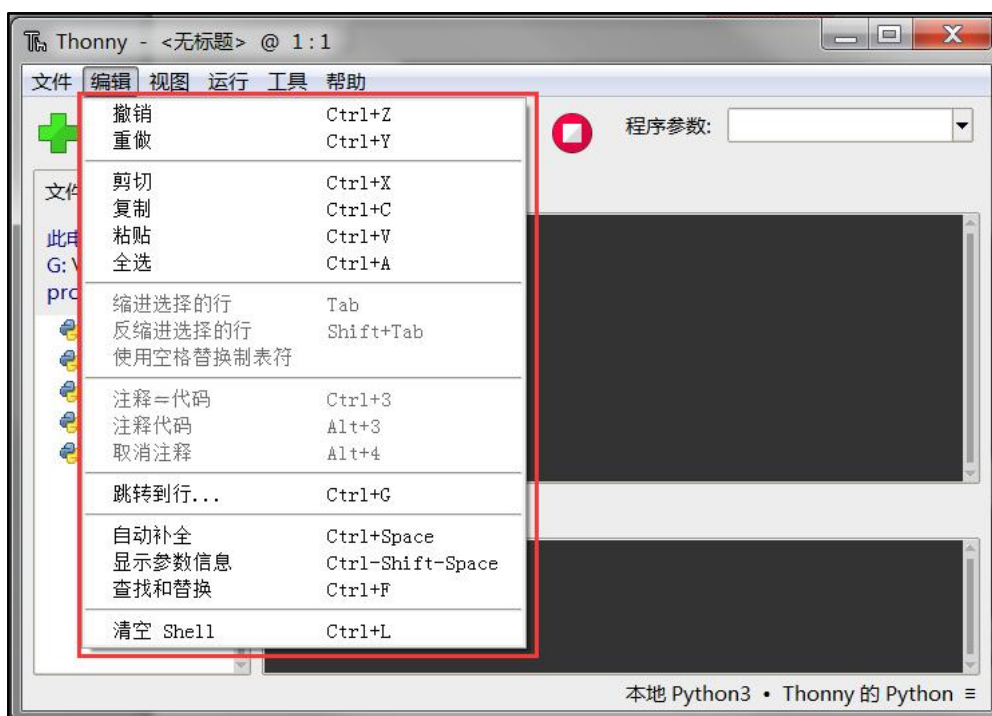 Thonny - <无标题> @ 1:1
文件 编辑 视图 运行 工具 帮助
程序参数:
撤销 Ctrl+Z
重做 Ctrl+Y
剪切 Ctrl+X
复制 Ctrl+C
粘贴 Ctrl+V
全选 Ctrl+A
缩进选择的行 Tab
反缩进选择的行 Shift+Tab
使用空格替换制表符
注释⇌代码 Ctrl+3
注释代码 Alt+3
取消注释 Alt+4
跳转到行... Ctrl+G
自动补全 Ctrl+Space
显示参数信息 Ctrl-Shift-Space
查找和替换 Ctrl+F
清空 Shell Ctrl+L
文件
此电
G: \
pro
本地 Python3 • Thonny 的 Python ≡